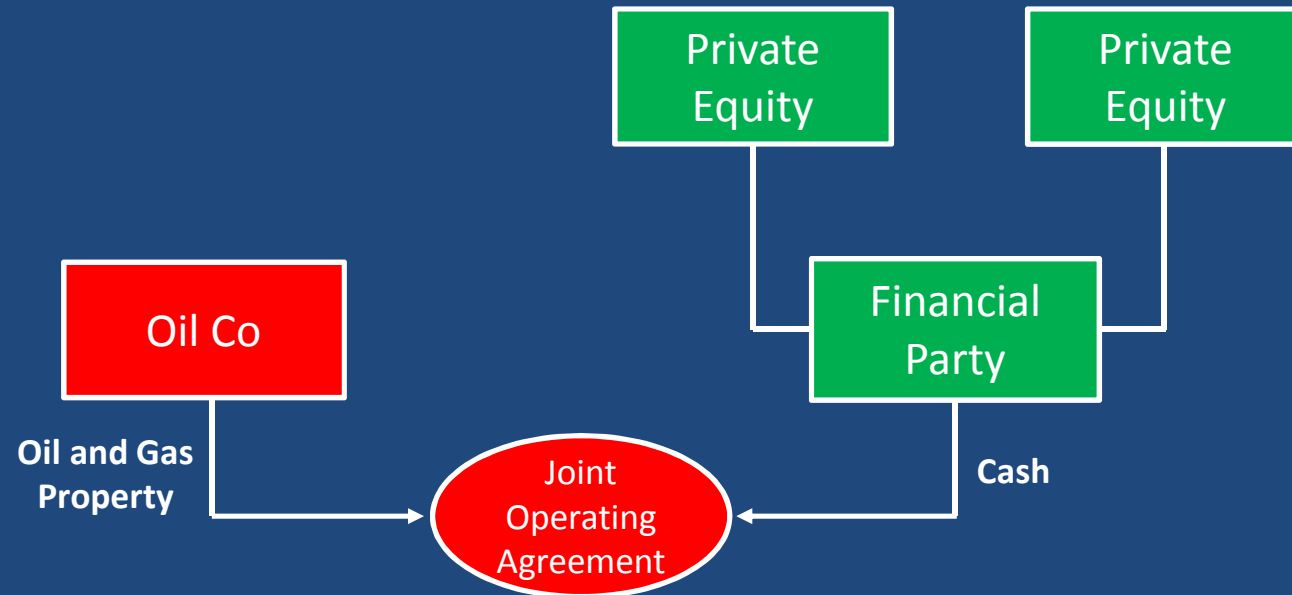 Private
Equity
Private
Equity
Oil Co
Financial
Party
Oil and Gas
Property
Joint
Operating
Agreement
Cash